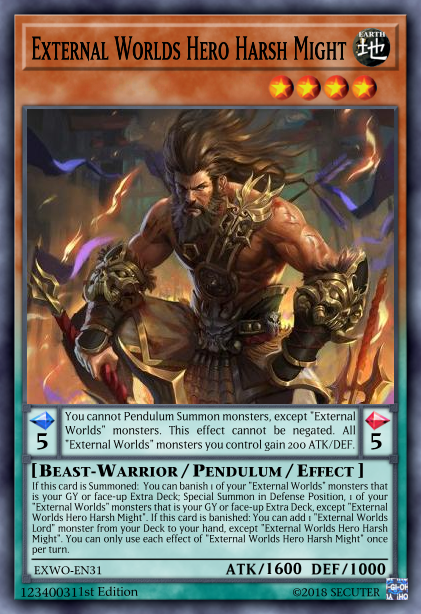 External Worlds Hero Harsh Might
EARTH
地
You cannot Pendulum Summon monsters, except "External
Worlds" monsters. This effect cannot be negated. All
"External Worlds" monsters you control gain 200 ATK/DEF.
5
5
[Beast-Warrior / Pendulum / Effect ]
If this card is Summoned: You can banish 1 of your "External Worlds" monsters that
is your GY or face-up Extra Deck; Special Summon in Defense Position, 1 of your
"External Worlds" monsters that is your GY or face-up Extra Deck, except "External
Worlds Hero Harsh Might". If this card is banished: You can add 1 "External Worlds
Lord" monster from your Deck to your hand, except "External Worlds Hero Harsh
Might". You can only use each effect of "External Worlds Hero Harsh Might" once
per turn.
EXWO-EN31 ATK/1600 DEF/1000
12340031 1st Edition ©2018 SECUTER